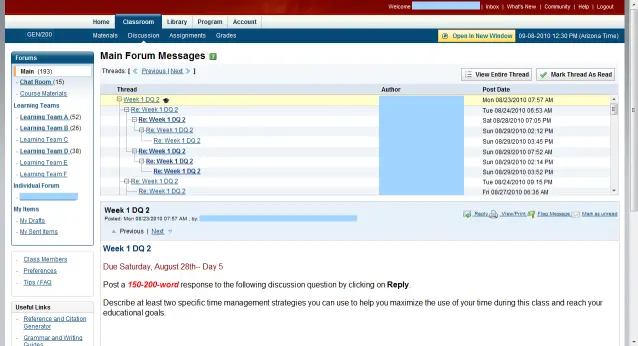 Welcome | Inbox | What's New | Community | Help | Logout
Home Classroom Library Program Account
GEN/200 Materials Discussion Assignments Grades Open In New Window 09-08-2010 12:30 PM (Arizona Time)
Forums
Main (193)
Chat Room (15)
Course Materials
Learning Teams
Learning Team A (52)
Learning Team B (26)
Learning Team C
Learning Team D (38)
Learning Team E
Learning Team F
Individual Forum
My Items
My Drafts
My Sent Items
Class Members
Preferences
Tips / FAQ
Useful Links
Reference and Citation
Generator
Grammar and Writing
Guides
Main Forum Messages ?
Threads: [ Previous | Next ] View Entire Thread Mark Thread As Read
Thread Author Post Date
Week 1 DQ 2 Mon 08/23/2010 07:57 AM
Re: Week 1 DQ 2 Tue 08/24/2010 06:53 AM
Re: Week 1 DQ 2 Sat 08/28/2010 07:05 PM
Re: Week 1 DQ 2 Sun 08/29/2010 02:12 PM
Re: Week 1 DQ 2 Sun 08/29/2010 03:45 PM
Re: Week 1 DQ 2 Sun 08/29/2010 07:52 AM
Re: Week 1 DQ 2 Sun 08/29/2010 02:14 PM
Re: Week 1 DQ 2 Sun 08/29/2010 03:52 PM
Re: Week 1 DQ 2 Tue 08/24/2010 09:15 PM
Re: Week 1 DQ 2 Fri 08/27/2010 06:36 AM
Week 1 DQ 2
Posted: Mon 08/23/2010 07:57 AM , by Reply View/Print Flag Message Mark as unread
Previous | Next
Week 1 DQ 2
Due Saturday, August 28th-- Day 5
Post a 150-200-word response to the following discussion question by clicking on Reply.
Describe at least two specific time management strategies you can use to help you maximize the use of your time during this class and reach your
educational goals.